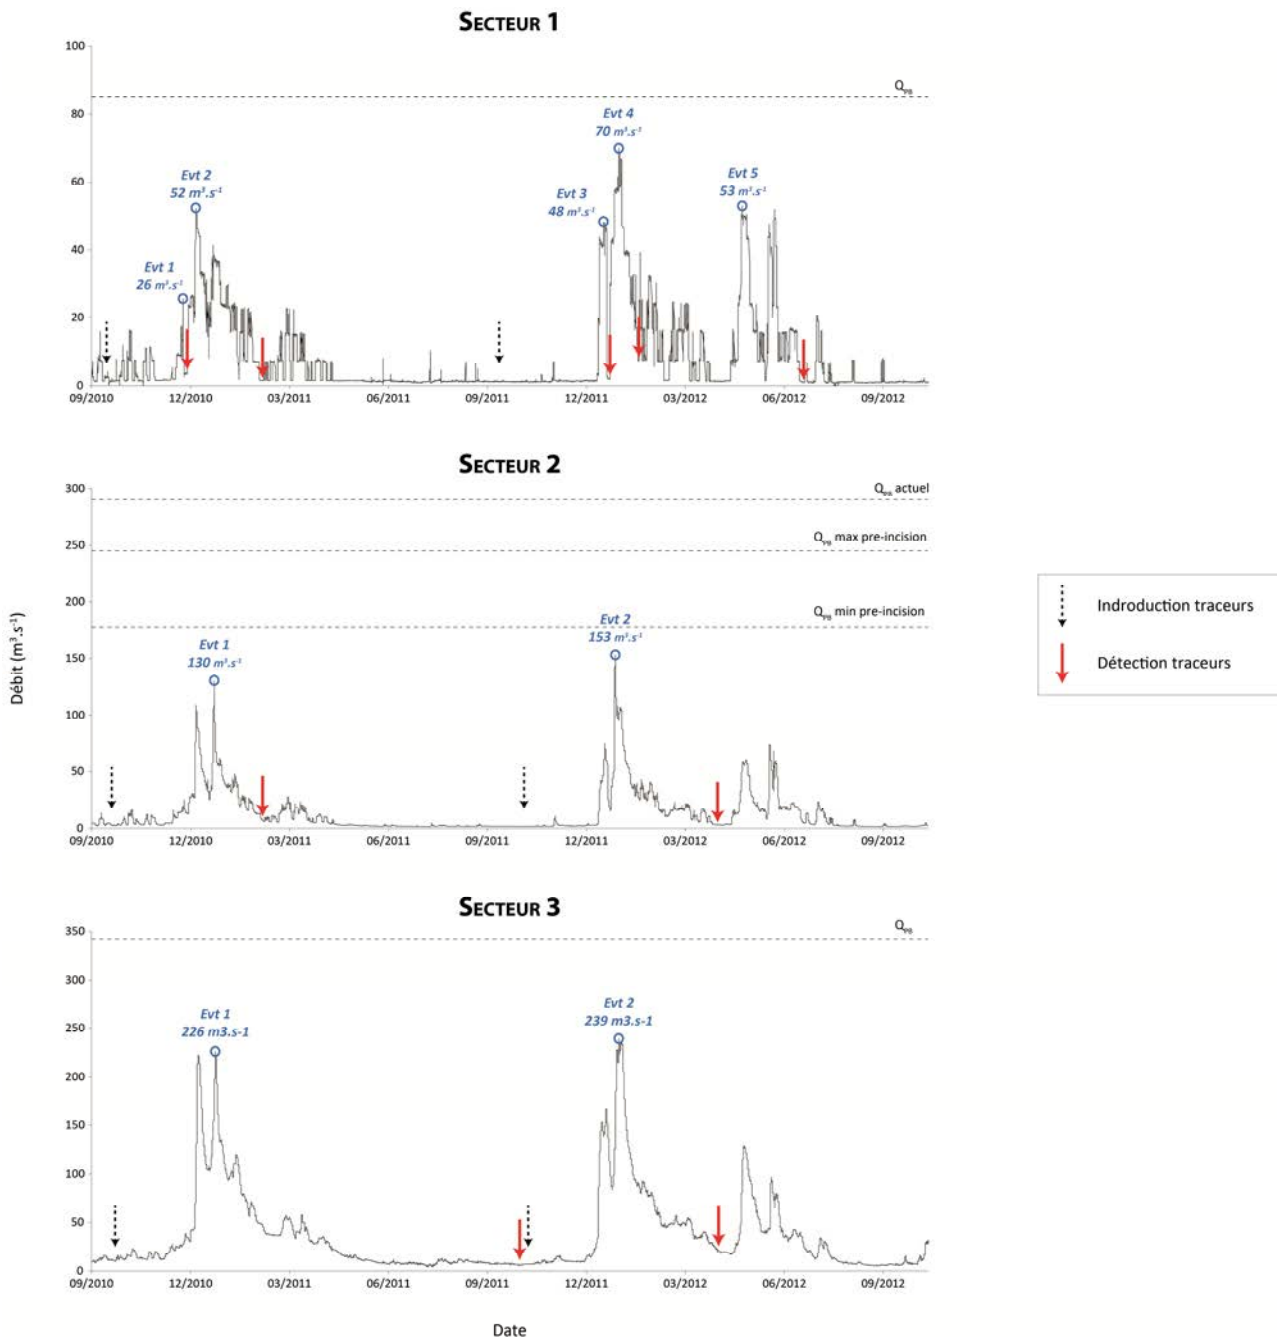 SECTEUR 1
100
80
60
40
20
0
Q_PB
Evt 1
26 m³.s⁻¹
Evt 2
52 m³.s⁻¹
Evt 3
48 m³.s⁻¹
Evt 4
70 m³.s⁻¹
Evt 5
53 m³.s⁻¹
09/2010 12/2010 03/2011 06/2011 09/2011 12/2011 03/2012 06/2012 09/2012
SECTEUR 2
300
250
200
150
100
50
0
Q_PB actuel
Q_PB max pre-incision
Q_PB min pre-incision
Evt 1
130 m³.s⁻¹
Evt 2
153 m³.s⁻¹
09/2010 12/2010 03/2011 06/2011 09/2011 12/2011 03/2012 06/2012 09/2012
Débit (m³.s⁻¹)
Indroduction traceurs
Détection traceurs
SECTEUR 3
350
300
250
200
150
100
50
0
Q_PB
Evt 1
226 m3.s-1
Evt 2
239 m3.s-1
09/2010 12/2010 03/2011 06/2011 09/2011 12/2011 03/2012 06/2012 09/2012
Date